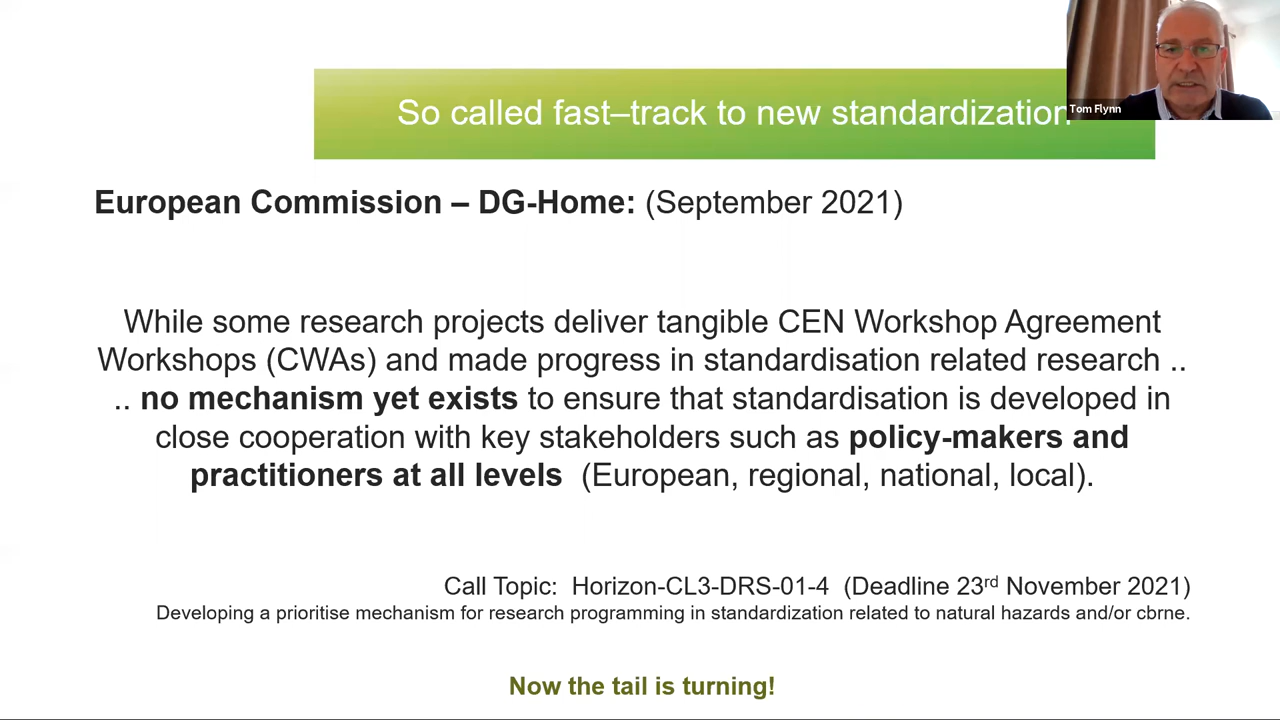 So called fast–track to new standardization
Tom Flynn
European Commission – DG-Home: (September 2021)
While some research projects deliver tangible CEN Workshop Agreement
Workshops (CWAs) and made progress in standardisation related research ..
.. no mechanism yet exists to ensure that standardisation is developed in
close cooperation with key stakeholders such as policy-makers and
practitioners at all levels (European, regional, national, local).
Call Topic: Horizon-CL3-DRS-01-4 (Deadline 23rd November 2021)
Developing a prioritise mechanism for research programming in standardization related to natural hazards and/or cbrne.
Now the tail is turning!